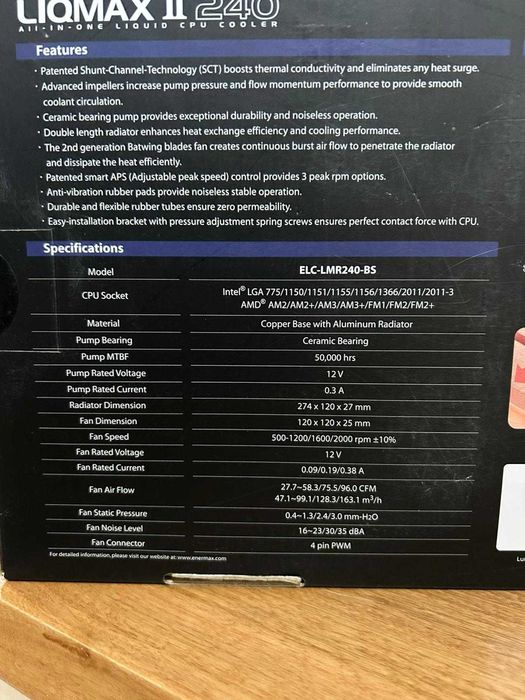 LIQMAX II 240
All-IN-ONE LIQUID CPU COOLER
Features
· Patented Shunt-Channel-Technology (SCT) boosts thermal conductivity and eliminates any heat surge.
· Advanced impellers increase pump pressure and flow momentum performance to provide smooth
coolant circulation.
· Ceramic bearing pump provides exceptional durability and noiseless operation.
· Double length radiator enhances heat exchange efficiency and cooling performance.
· The 2nd generation Batwing blades fan creates continuous burst air flow to penetrate the radiator
and dissipate the heat efficiently.
· Patented smart APS (Adjustable peak speed) control provides 3 peak rpm options.
· Anti-vibration rubber pads provide noiseless stable operation.
· Durable and flexible rubber tubes ensure zero permeability.
· Easy-installation bracket with pressure adjustment spring screws ensures perfect contact force with CPU.
Specifications
Model ELC-LMR240-BS
CPU Socket Intel® LGA 775/1150/1151/1155/1156/1366/2011/2011-3
AMD® AM2/AM2+/AM3/AM3+/FM1/FM2/FM2+
Material Copper Base with Aluminum Radiator
Pump Bearing Ceramic Bearing
Pump MTBF 50,000 hrs
Pump Rated Voltage 12 V
Pump Rated Current 0.3 A
Radiator Dimension 274 x 120 x 27 mm
Fan Dimension 120 x 120 x 25 mm
Fan Speed 500-1200/1600/2000 rpm ±10%
Fan Rated Voltage 12 V
Fan Rated Current 0.09/0.19/0.38 A
Fan Air Flow 27.7~58.3/75.5/96.0 CFM
47.1~99.1/128.3/163.1 m³/h
Fan Static Pressure 0.4~1.3/2.4/3.0 mm-H2O
Fan Noise Level 16~23/30/35 dBA
Fan Connector 4 pin PWM
For detailed information, please visit our website at: www.enermax.com